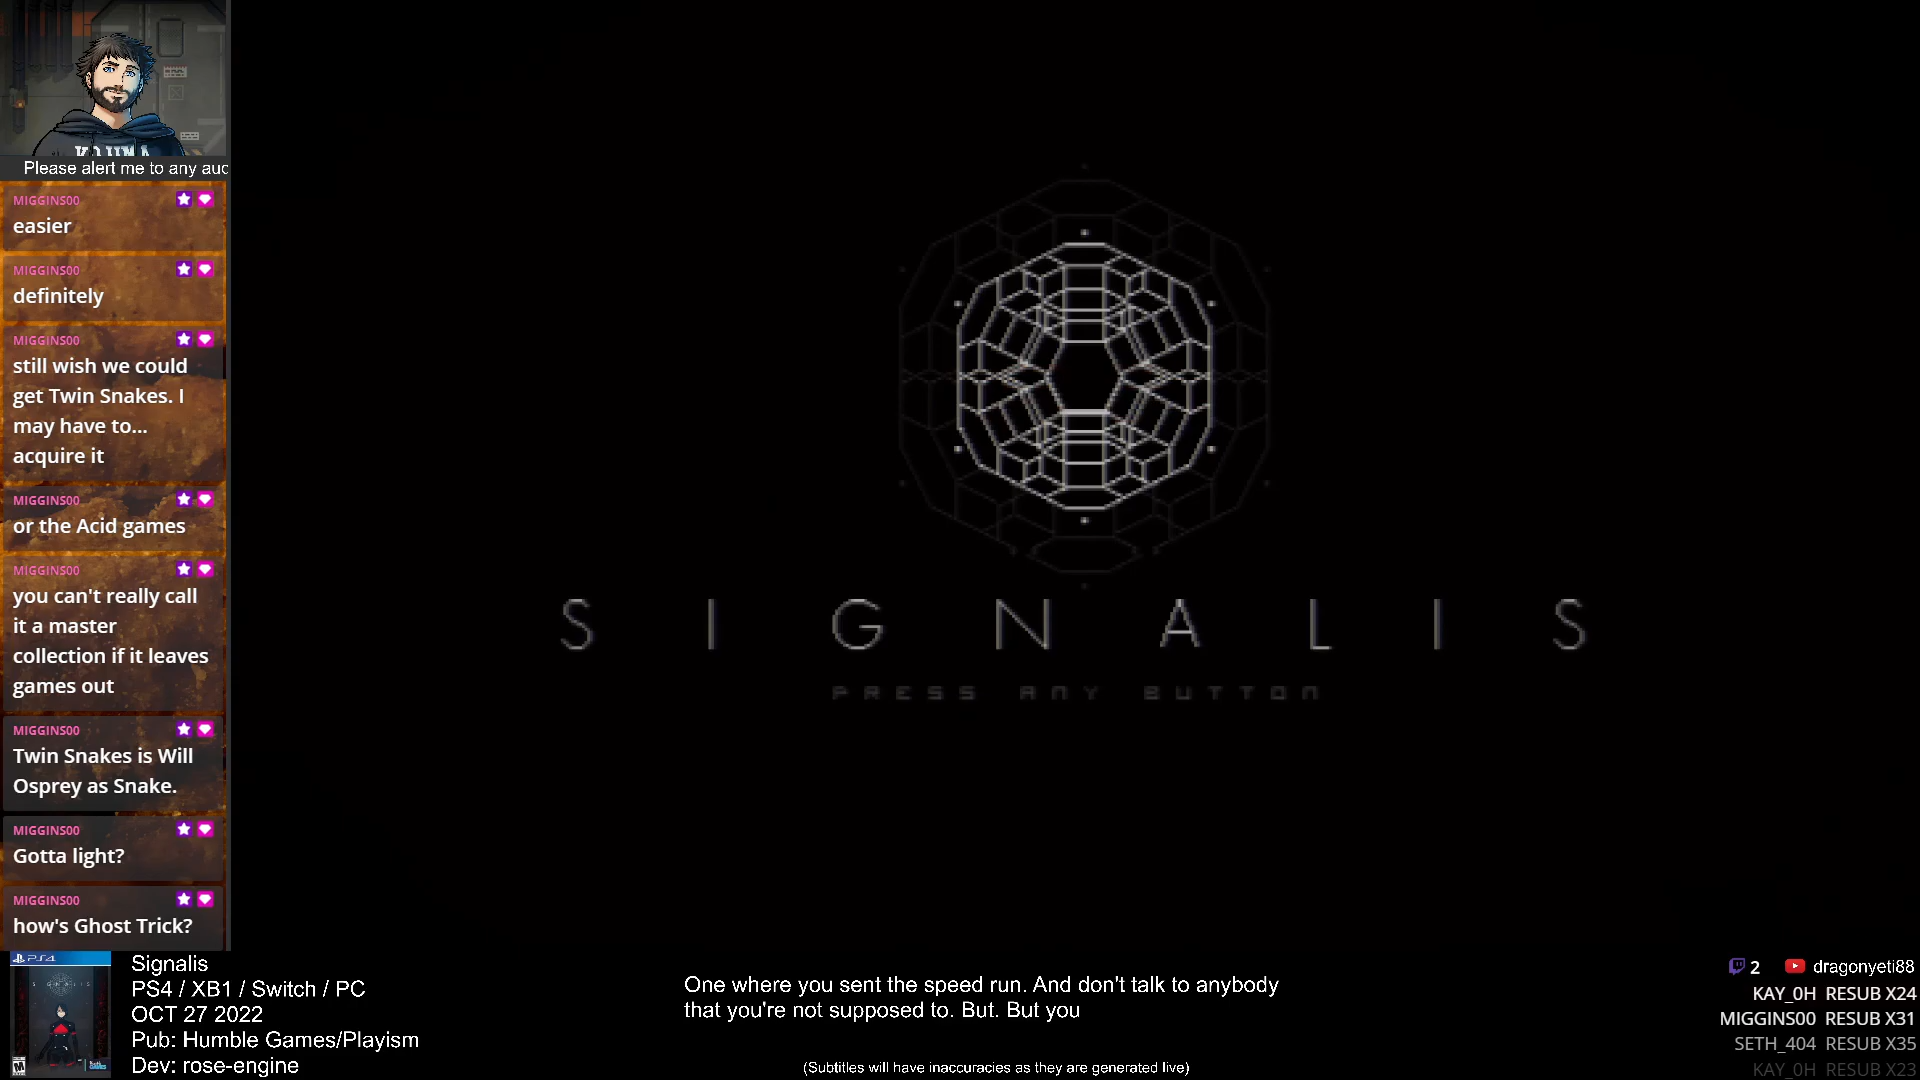 KOJIMA
Please alert me to any aud
MIGGINS00
easier
MIGGINS00
definitely
MIGGINS00
still wish we could
get Twin Snakes. I
may have to...
acquire it
MIGGINS00
or the Acid games
MIGGINS00
you can't really call
it a master
collection if it leaves
games out
MIGGINS00
Twin Snakes is Will
Osprey as Snake.
MIGGINS00
Gotta light?
MIGGINS00
how's Ghost Trick?
SIGNALIS
PRESS ANY BUTTON
PS4
SIGNALIS
Signalis
PS4 / XB1 / Switch / PC
OCT 27 2022
Pub: Humble Games/Playism
Dev: rose-engine
One where you sent the speed run. And don't talk to anybody
that you're not supposed to. But. But you
(Subtitles will have inaccuracies as they are generated live)
2 dragonyeti88
KAY_0H RESUB X24
MIGGINS00 RESUB X31
SETH_404 RESUB X35
KAY_0H RESUB X23